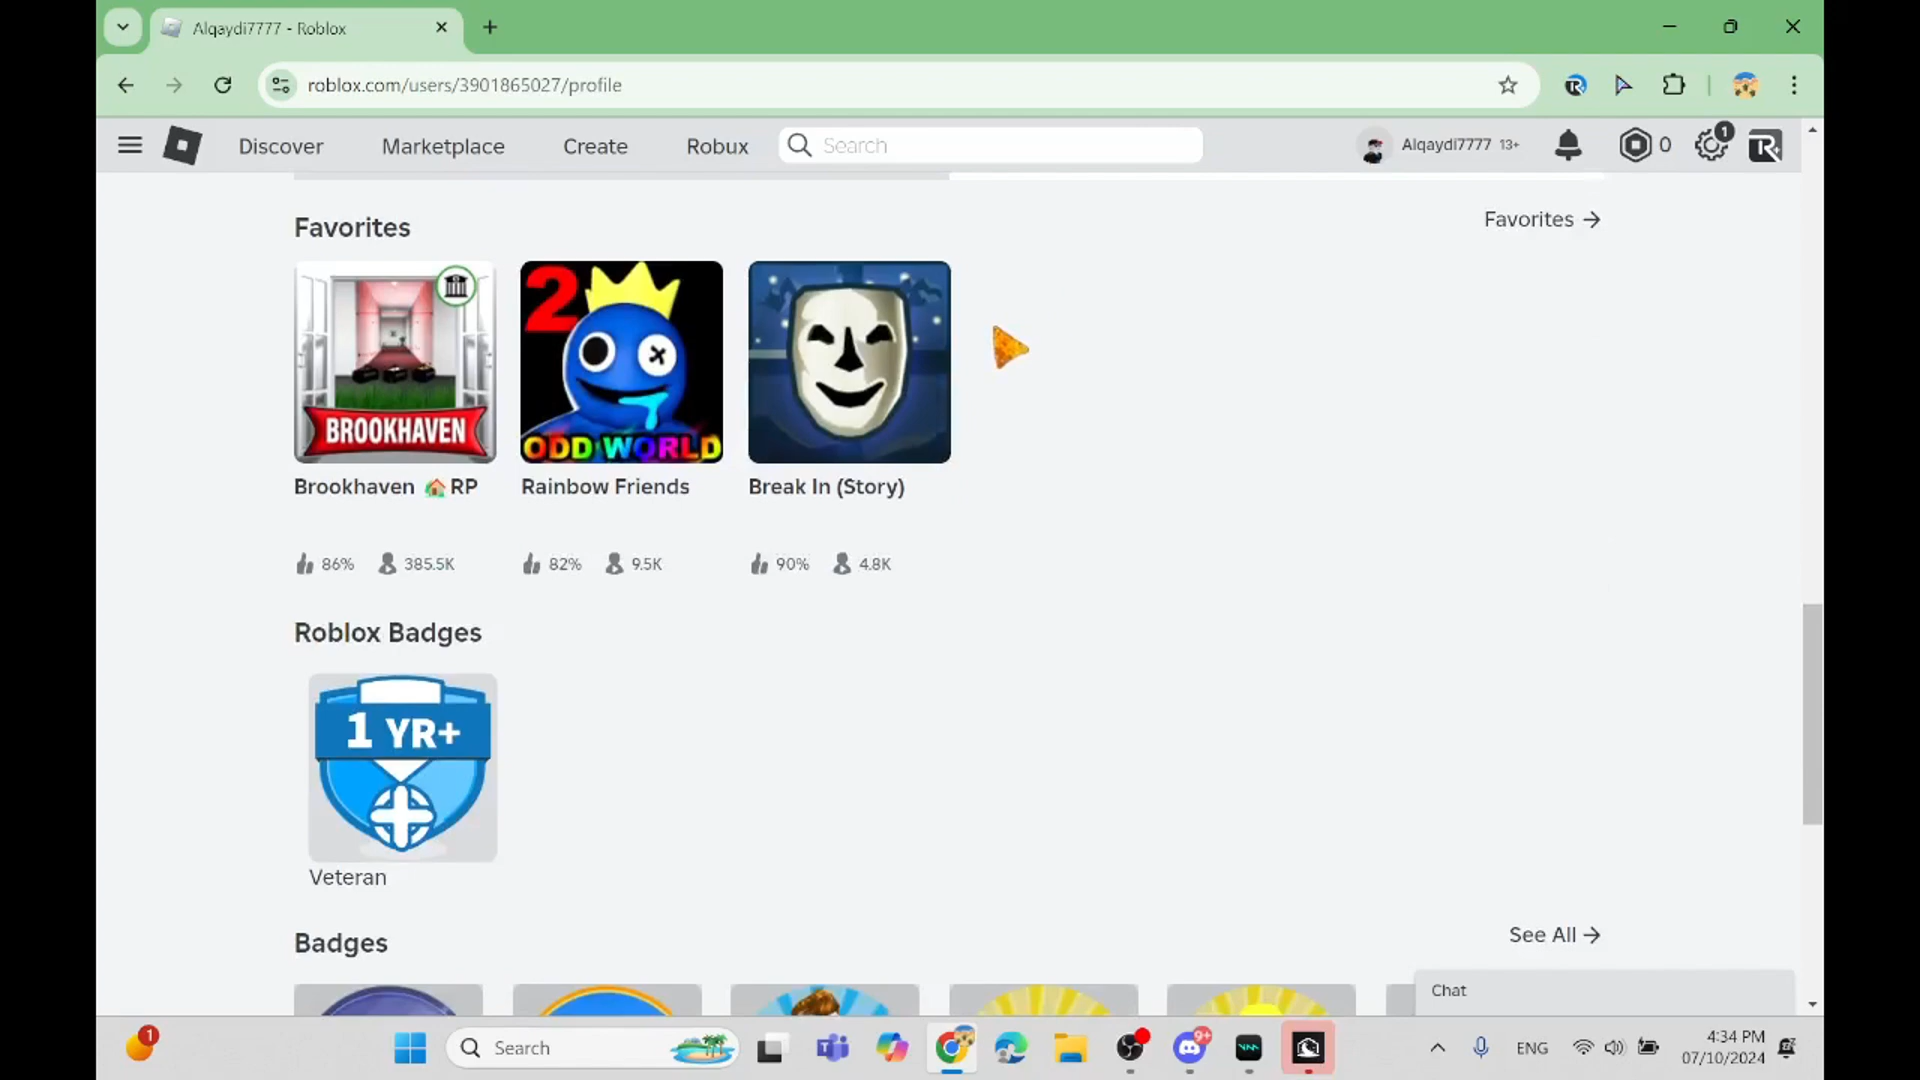 Alqaydi7777 - Roblox
roblox.com/users/3901865027/profile
Discover
Marketplace
Create
Robux
Search
Alqaydi7777 13+
0
1
Favorites
Favorites
BROOKHAVEN
2
ODD WORLD
Brookhaven RP
Rainbow Friends
Break In (Story)
86%
385.5K
82%
9.5K
90%
4.8K
Roblox Badges
1 YR+
Veteran
Badges
See All
Chat
1
Search
9+
ENG
4:34 PM
07/10/2024